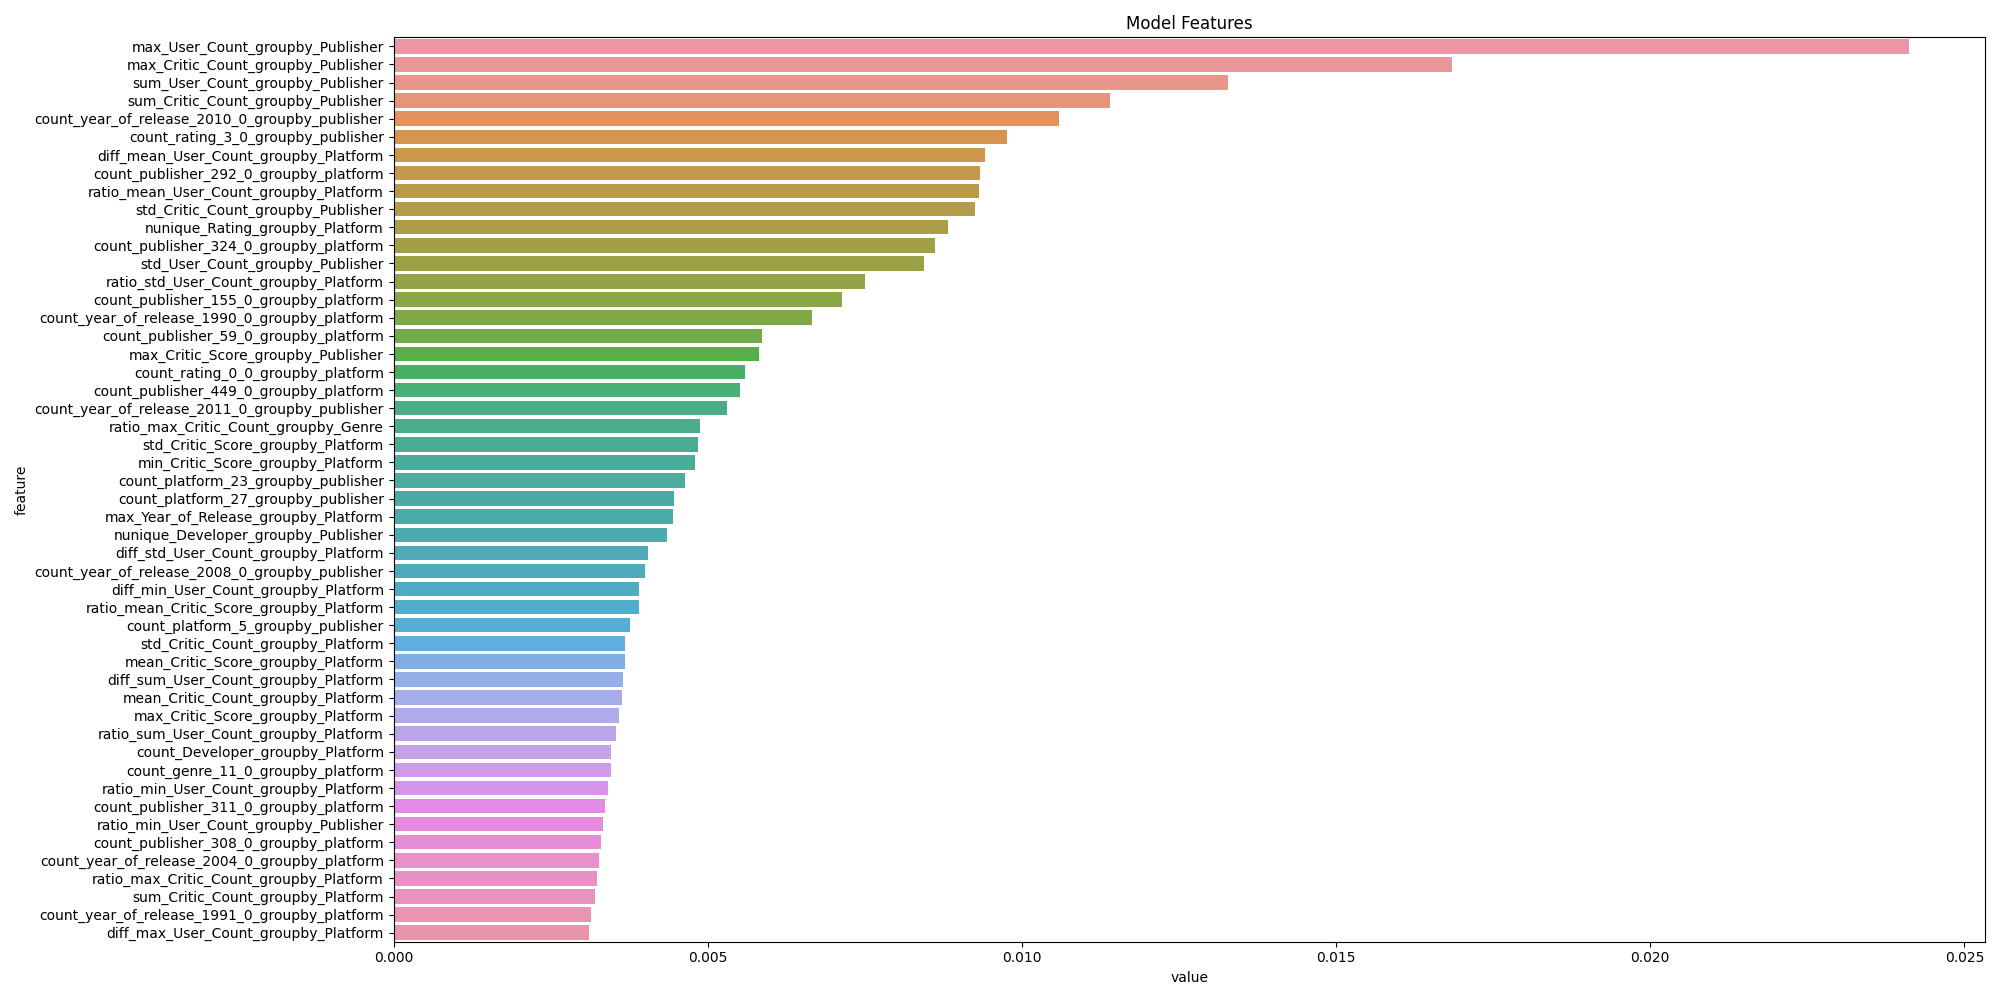 Model Features
max_User_Count_groupby_Publisher
max_Critic_Count_groupby_Publisher
sum_User_Count_groupby_Publisher
sum_Critic_Count_groupby_Publisher
count_year_of_release_2010_0_groupby_publisher
count_rating_3_0_groupby_publisher
diff_mean_User_Count_groupby_Platform
count_publisher_292_0_groupby_platform
ratio_mean_User_Count_groupby_Platform
std_Critic_Count_groupby_Publisher
nunique_Rating_groupby_Platform
count_publisher_324_0_groupby_platform
std_User_Count_groupby_Publisher
ratio_std_User_Count_groupby_Platform
count_publisher_155_0_groupby_platform
count_year_of_release_1990_0_groupby_platform
count_publisher_59_0_groupby_platform
max_Critic_Score_groupby_Publisher
count_rating_0_0_groupby_platform
count_publisher_449_0_groupby_platform
count_year_of_release_2011_0_groupby_publisher
ratio_max_Critic_Count_groupby_Genre
std_Critic_Score_groupby_Platform
min_Critic_Score_groupby_Platform
count_platform_23_groupby_publisher
count_platform_27_groupby_publisher
max_Year_of_Release_groupby_Platform
nunique_Developer_groupby_Publisher
diff_std_User_Count_groupby_Platform
count_year_of_release_2008_0_groupby_publisher
diff_min_User_Count_groupby_Platform
ratio_mean_Critic_Score_groupby_Platform
count_platform_5_groupby_publisher
std_Critic_Count_groupby_Platform
mean_Critic_Score_groupby_Platform
diff_sum_User_Count_groupby_Platform
mean_Critic_Count_groupby_Platform
max_Critic_Score_groupby_Platform
ratio_sum_User_Count_groupby_Platform
count_Developer_groupby_Platform
count_genre_11_0_groupby_platform
ratio_min_User_Count_groupby_Platform
count_publisher_311_0_groupby_platform
ratio_min_User_Count_groupby_Publisher
count_publisher_308_0_groupby_platform
count_year_of_release_2004_0_groupby_platform
ratio_max_Critic_Count_groupby_Platform
sum_Critic_Count_groupby_Platform
count_year_of_release_1991_0_groupby_platform
diff_max_User_Count_groupby_Platform
feature
0.000 0.005 0.010 0.015 0.020 0.025
value